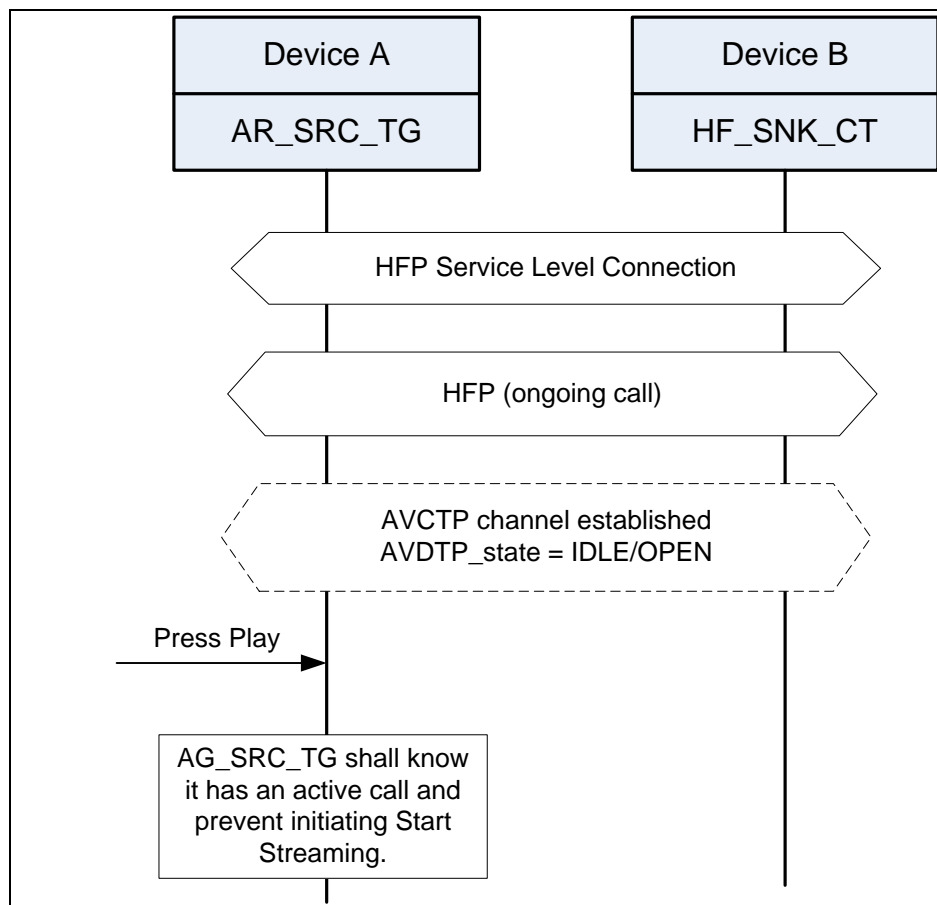 Device A
AR_SRC_TG
Device B
HF_SNK_CT
HFP Service Level Connection
HFP (ongoing call)
AVCTP channel established
AVDTP_state = IDLE/OPEN
Press Play
AG_SRC_TG shall know
it has an active call and
prevent initiating Start
Streaming.